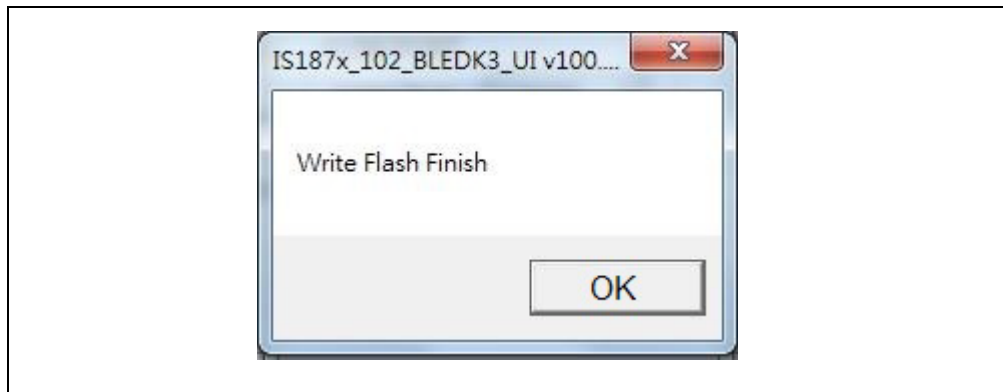 IS187x_102_BLEDK3_UI v100....
Write Flash Finish
OK